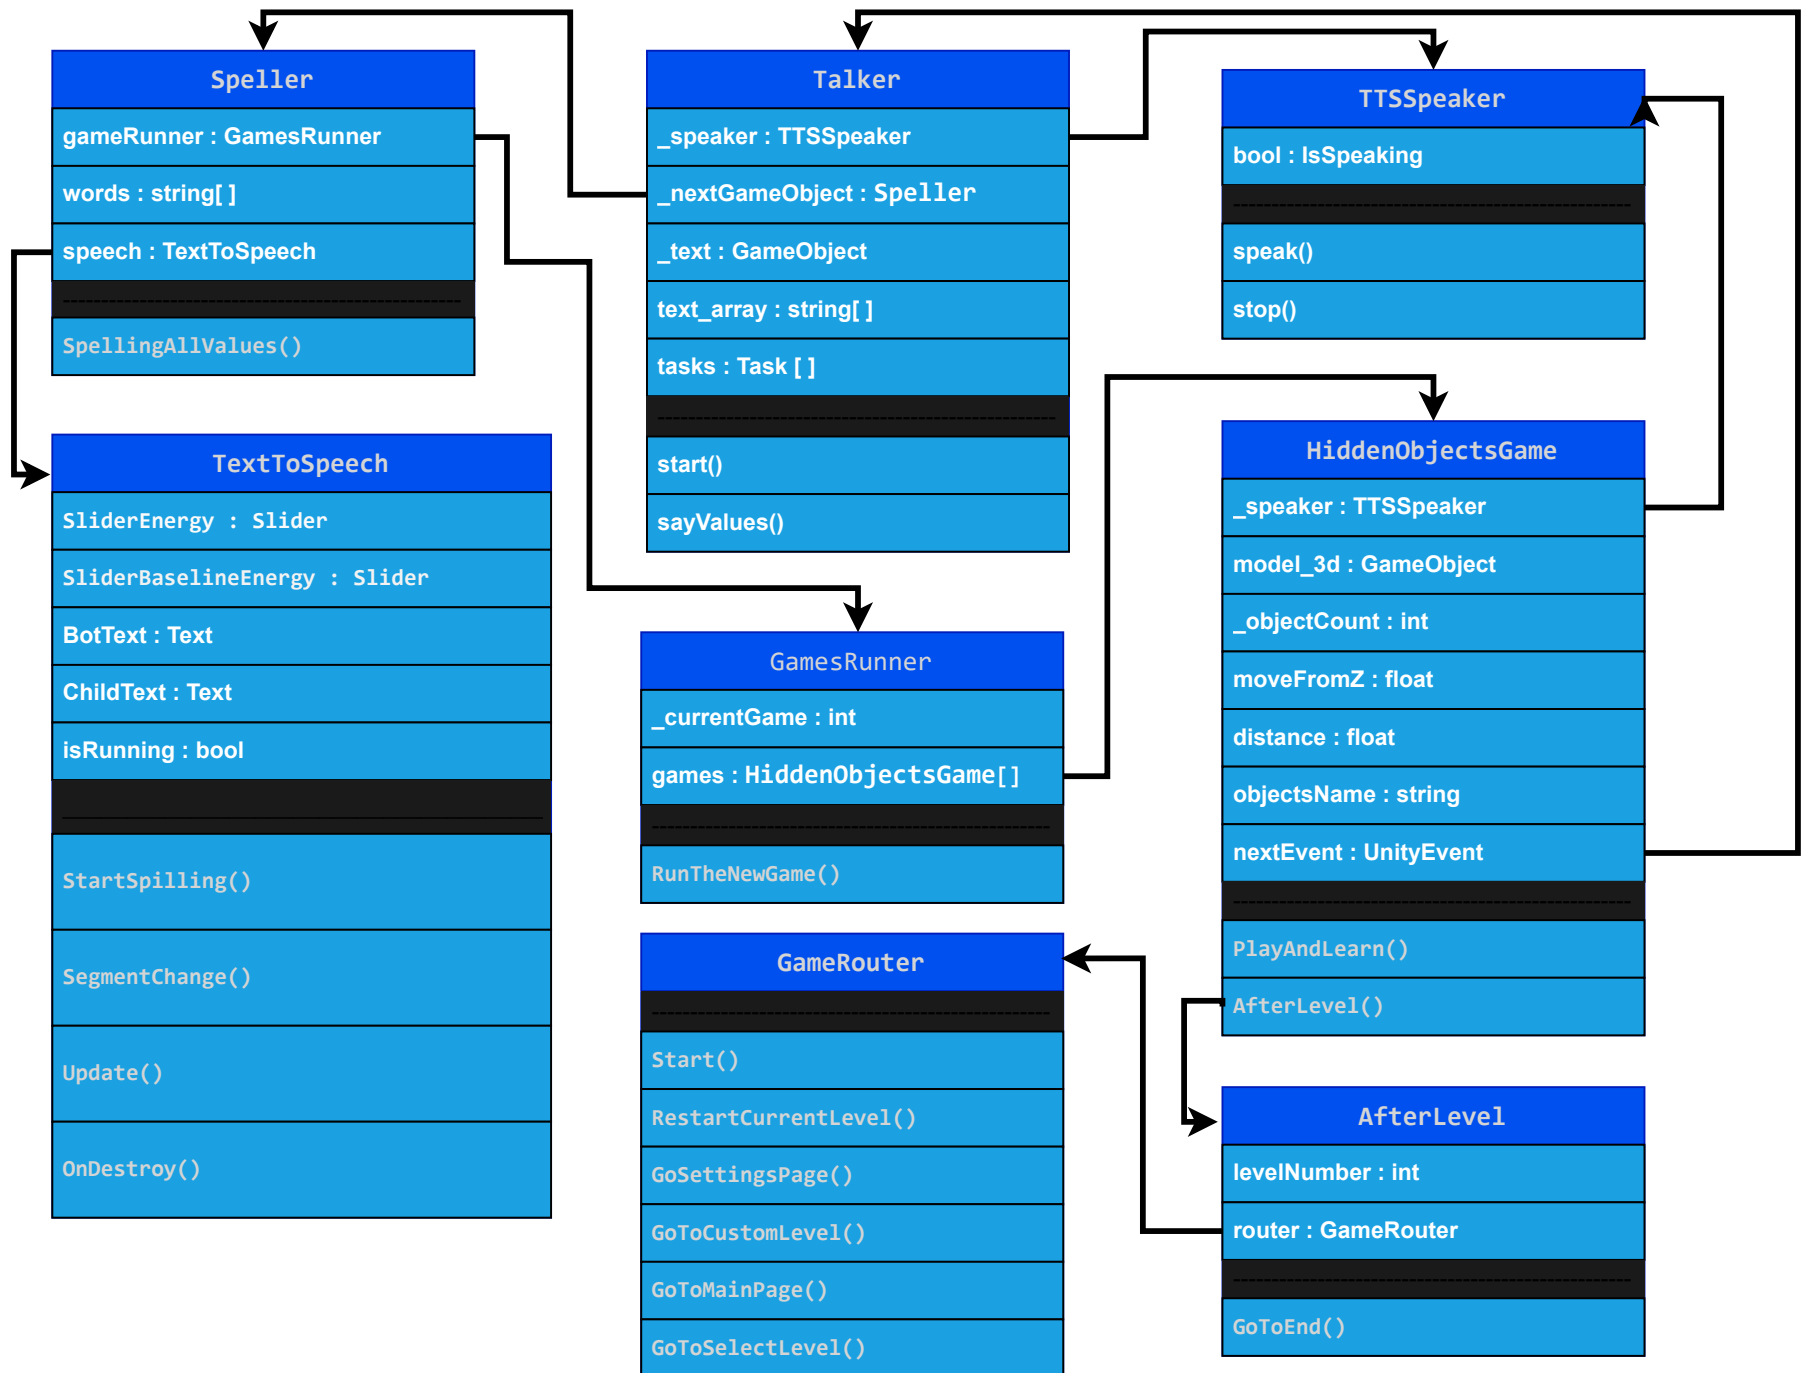 Speller
gameRunner : GamesRunner
words : string[ ]
speech : TextToSpeech
SpellingAllValues()
Talker
_speaker : TTSSpeaker
_nextGameObject : Speller
_text : GameObject
text_array : string[ ]
tasks : Task [ ]
start()
sayValues()
TTSSpeaker
bool : IsSpeaking
speak()
stop()
TextToSpeech
SliderEnergy : Slider
SliderBaselineEnergy : Slider
BotText : Text
ChildText : Text
isRunning : bool
StartSpilling()
SegmentChange()
Update()
OnDestroy()
GamesRunner
_currentGame : int
games : HiddenObjectsGame[]
RunTheNewGame()
HiddenObjectsGame
_speaker : TTSSpeaker
model_3d : GameObject
_objectCount : int
moveFromZ : float
distance : float
objectsName : string
nextEvent : UnityEvent
PlayAndLearn()
AfterLevel()
GameRouter
Start()
RestartCurrentLevel()
GoSettingsPage()
GoToCustomLevel()
GoToMainPage()
GoToSelectLevel()
AfterLevel
levelNumber : int
router : GameRouter
GoToEnd()